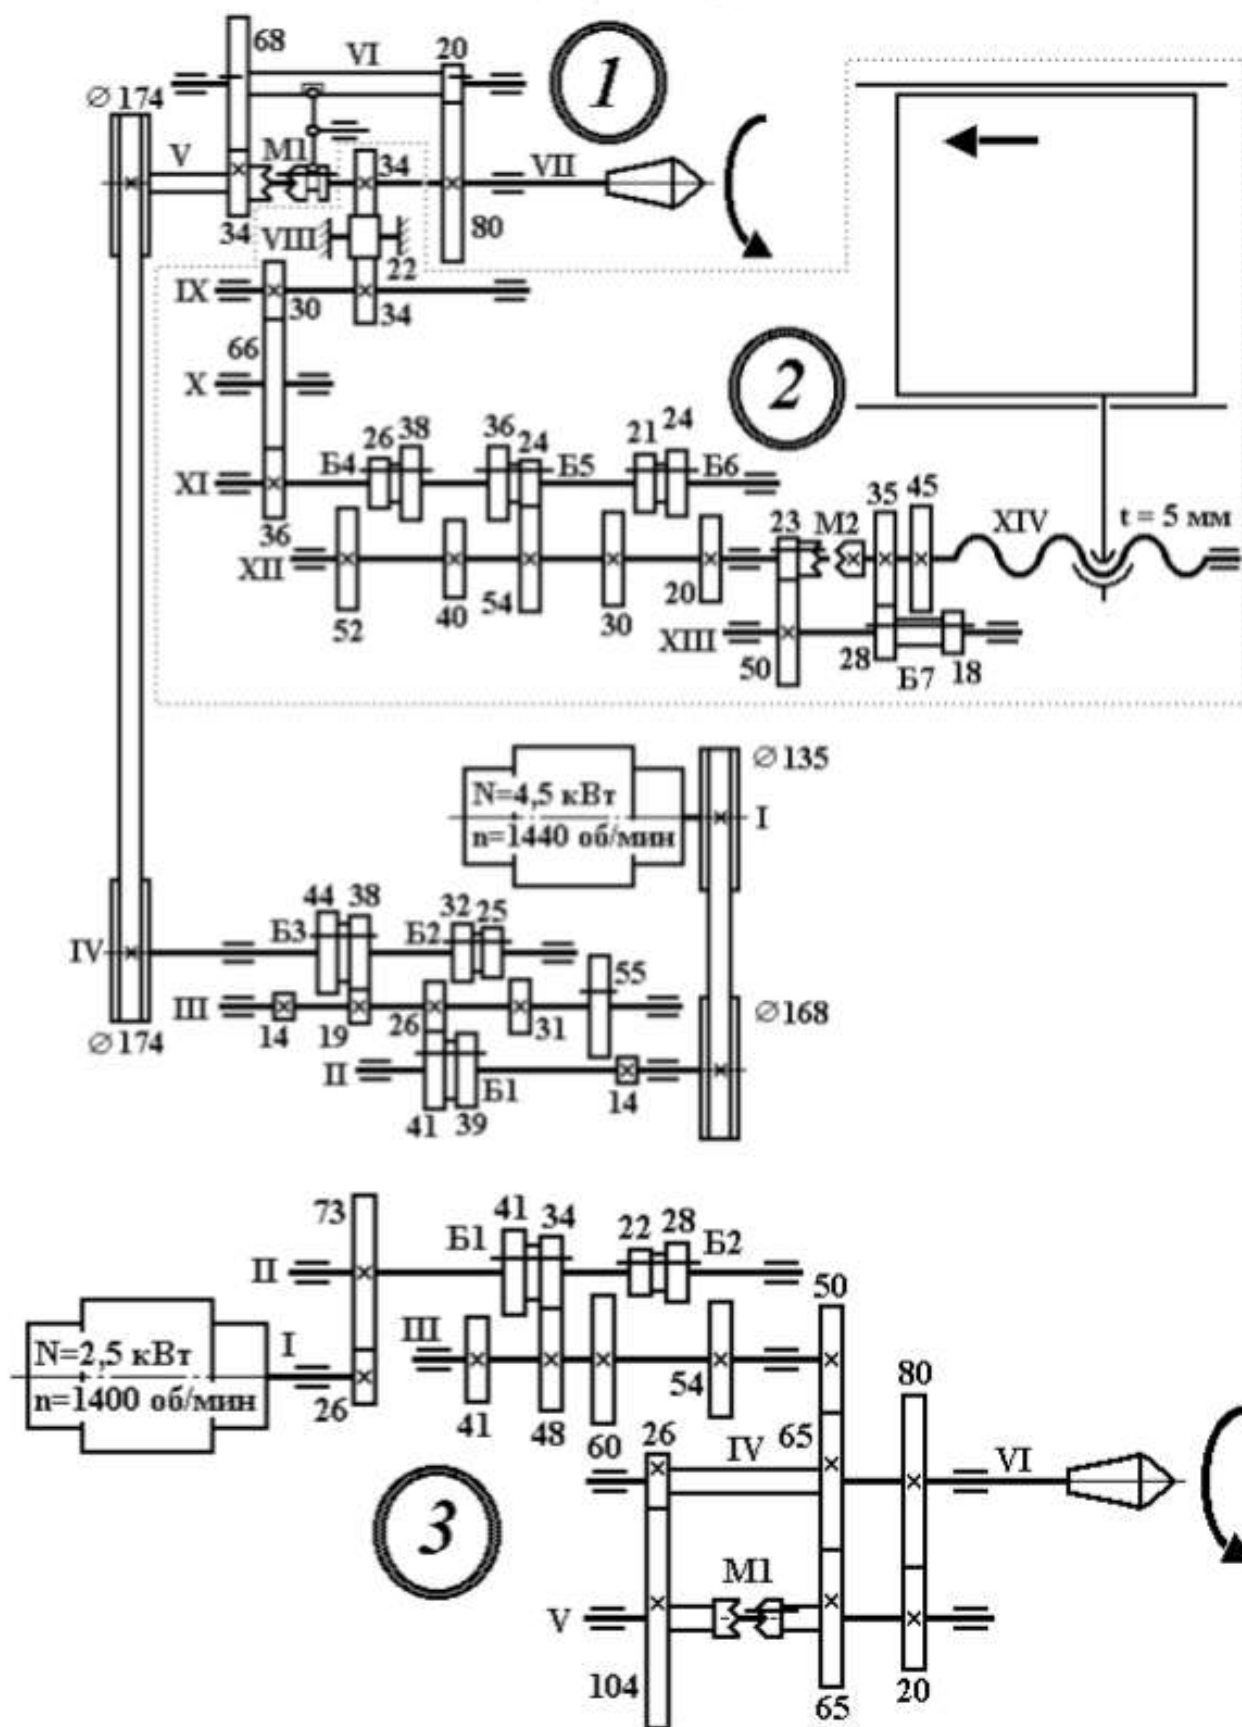 68
VI
20
1
∅ 174
V
M1
34
VII
34
VIII
80
22
IX
30
34
66
X
2
26
38
36
24
21
24
XI
Б4
Б5
Б6
36
35
45
23
M2
XIV
t = 5 мм
XII
52
40
54
30
20
XIII
50
28
Б7
18
∅ 135
N=4,5 кВт
I
n=1440 об/мин
44
38
32
25
IV
Б3
Б2
55
III
14
19
26
31
∅ 168
∅ 174
II
41
39
Б1
14
73
41
34
22
28
Б1
Б2
II
50
III
N=2,5 кВт
I
n=1400 об/мин
26
41
48
60
54
80
26
IV
65
VI
3
M1
V
104
65
20